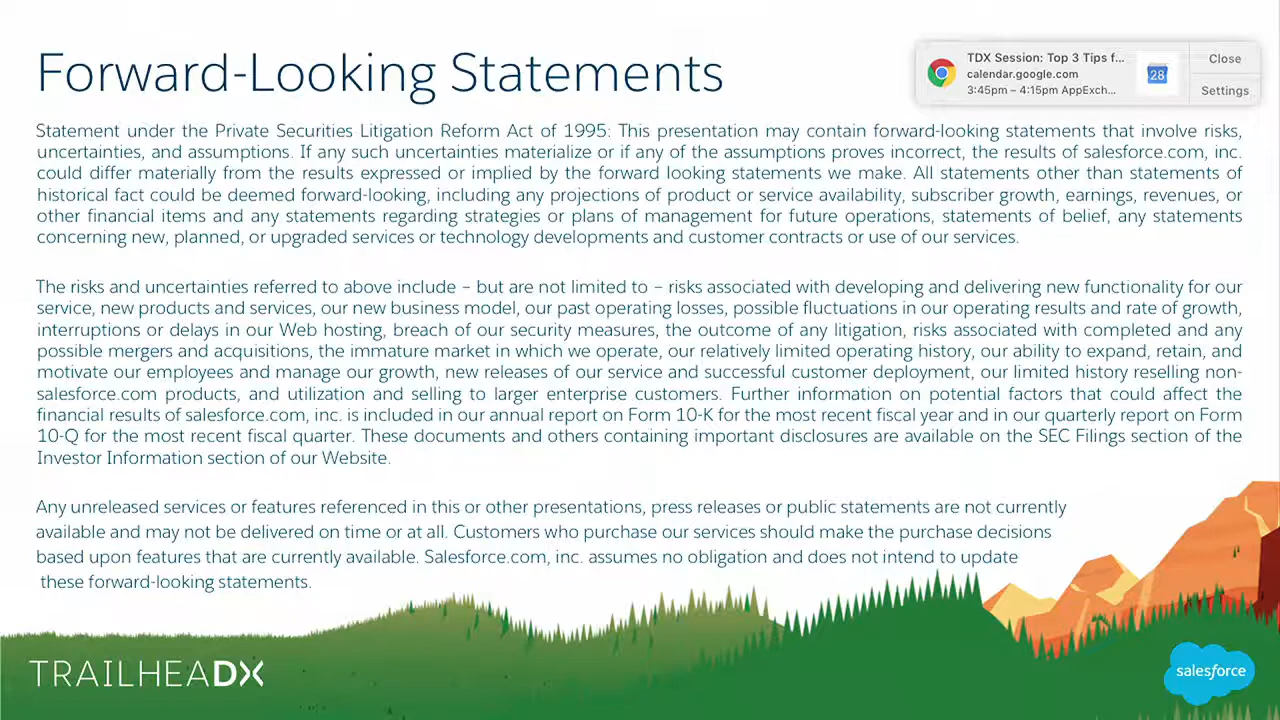 Forward-Looking Statements
TDX Session: Top 3 Tips f...
calendar.google.com
3:45pm – 4:15pm AppExch...
28
Close
Settings
Statement under the Private Securities Litigation Reform Act of 1995: This presentation may contain forward-looking statements that involve risks,
uncertainties, and assumptions. If any such uncertainties materialize or if any of the assumptions proves incorrect, the results of salesforce.com, inc.
could differ materially from the results expressed or implied by the forward looking statements we make. All statements other than statements of
historical fact could be deemed forward-looking, including any projections of product or service availability, subscriber growth, earnings, revenues, or
other financial items and any statements regarding strategies or plans of management for future operations, statements of belief, any statements
concerning new, planned, or upgraded services or technology developments and customer contracts or use of our services.
The risks and uncertainties referred to above include – but are not limited to – risks associated with developing and delivering new functionality for our
service, new products and services, our new business model, our past operating losses, possible fluctuations in our operating results and rate of growth,
interruptions or delays in our Web hosting, breach of our security measures, the outcome of any litigation, risks associated with completed and any
possible mergers and acquisitions, the immature market in which we operate, our relatively limited operating history, our ability to expand, retain, and
motivate our employees and manage our growth, new releases of our service and successful customer deployment, our limited history reselling non-
salesforce.com products, and utilization and selling to larger enterprise customers. Further information on potential factors that could affect the
financial results of salesforce.com, inc. is included in our annual report on Form 10-K for the most recent fiscal year and in our quarterly report on Form
10-Q for the most recent fiscal quarter. These documents and others containing important disclosures are available on the SEC Filings section of the
Investor Information section of our Website.
Any unreleased services or features referenced in this or other presentations, press releases or public statements are not currently
available and may not be delivered on time or at all. Customers who purchase our services should make the purchase decisions
based upon features that are currently available. Salesforce.com, inc. assumes no obligation and does not intend to update
these forward-looking statements.
TRAILHEADX
salesforce